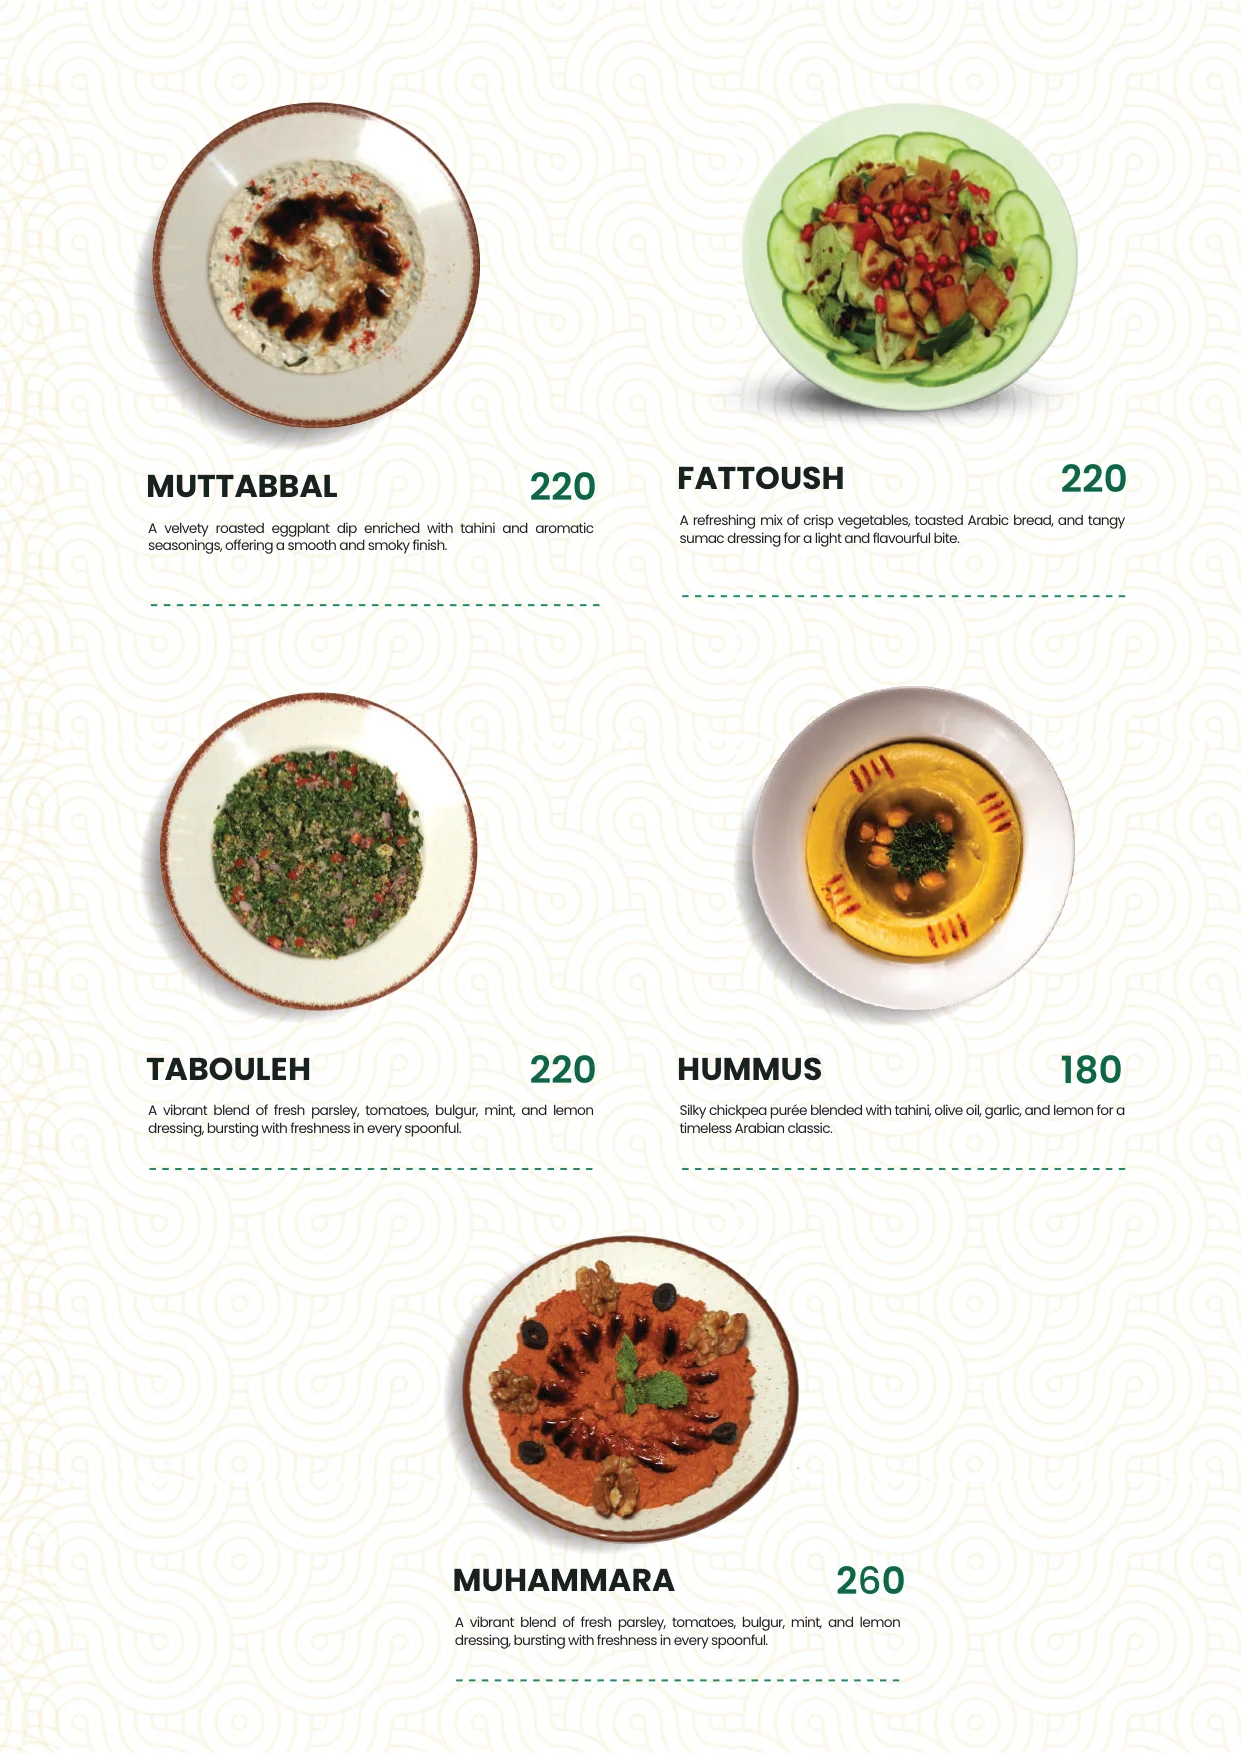 MUTTABBAL 220
A velvety roasted eggplant dip enriched with tahini and aromatic
seasonings, offering a smooth and smoky finish.
FATTOUSH 220
A refreshing mix of crisp vegetables, toasted Arabic bread, and tangy
sumac dressing for a light and flavourful bite.
TABOULEH 220
A vibrant blend of fresh parsley, tomatoes, bulgur, mint, and lemon
dressing, bursting with freshness in every spoonful.
HUMMUS 180
Silky chickpea purée blended with tahini, olive oil, garlic, and lemon for a
timeless Arabian classic.
MUHAMMARA 260
A vibrant blend of fresh parsley, tomatoes, bulgur, mint, and lemon
dressing, bursting with freshness in every spoonful.